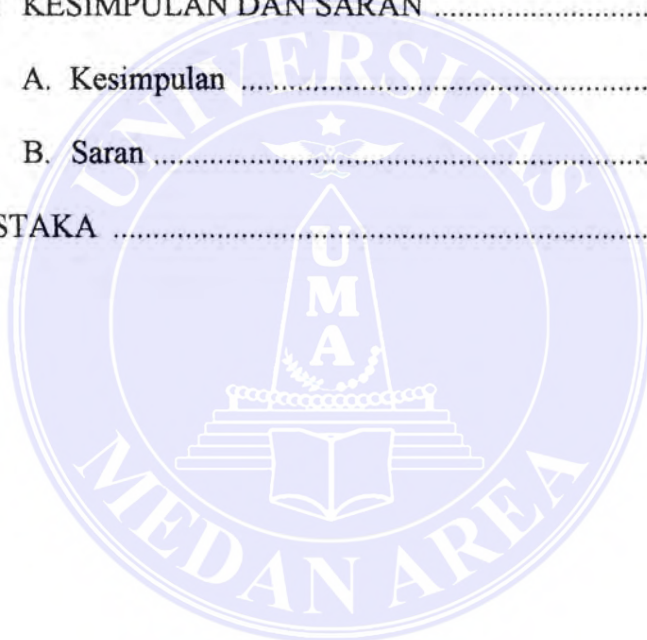 KESIMPULAN DAN SARAN ..............................
A. Kesimpulan ..........................................................
B. Saran ......................................................................
STAKA ..........................................................................
UNIVERSITAS
UMA
MEDAN AREA